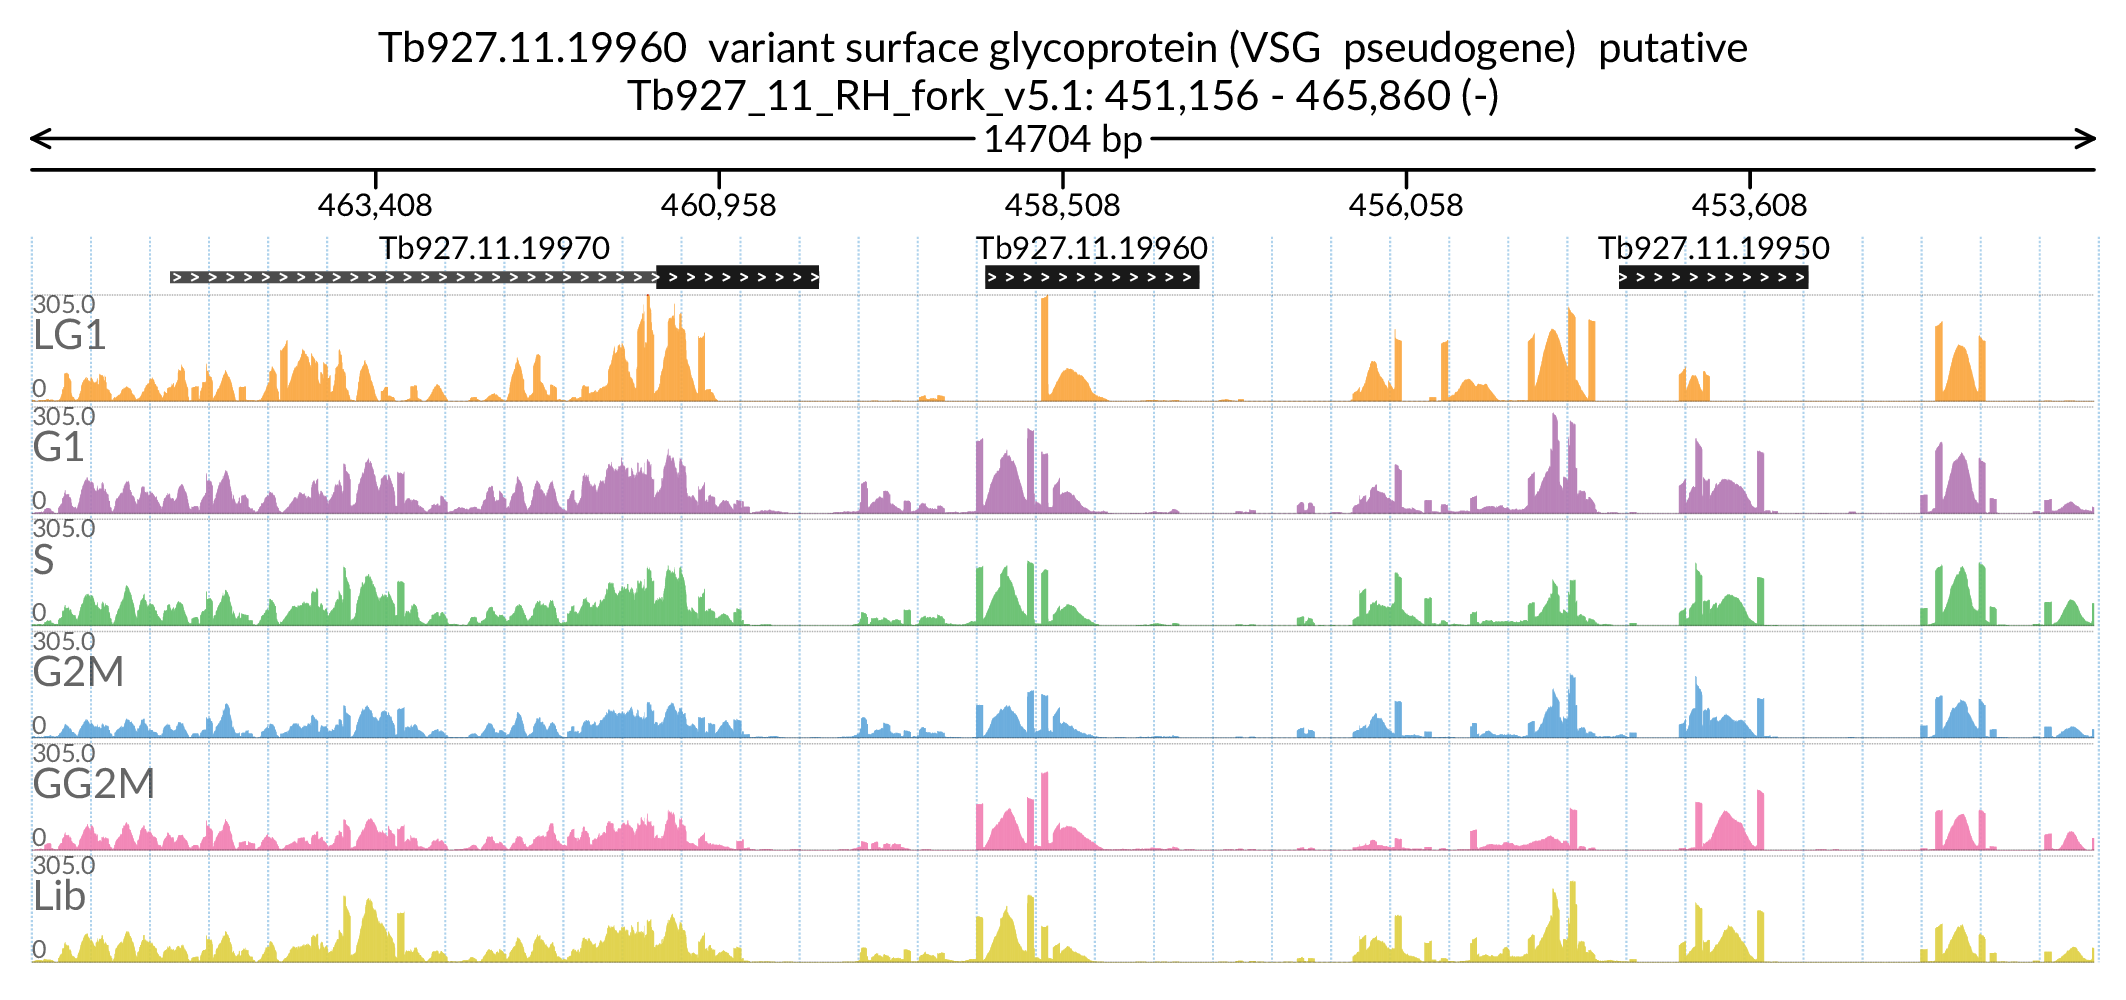 Tb927.11.19960  variant surface glycoprotein (VSG  pseudogene)  putative
Tb927_11_RH_fork_v5.1: 451,156 - 465,860 (-)
14704 bp
463,408 460,958 458,508 456,058 453,608
Tb927.11.19970 Tb927.11.19960 Tb927.11.19950
305.0
LG1
0
305.0
G1
0
305.0
S
0
305.0
G2M
0
305.0
GG2M
0
305.0
Lib
0